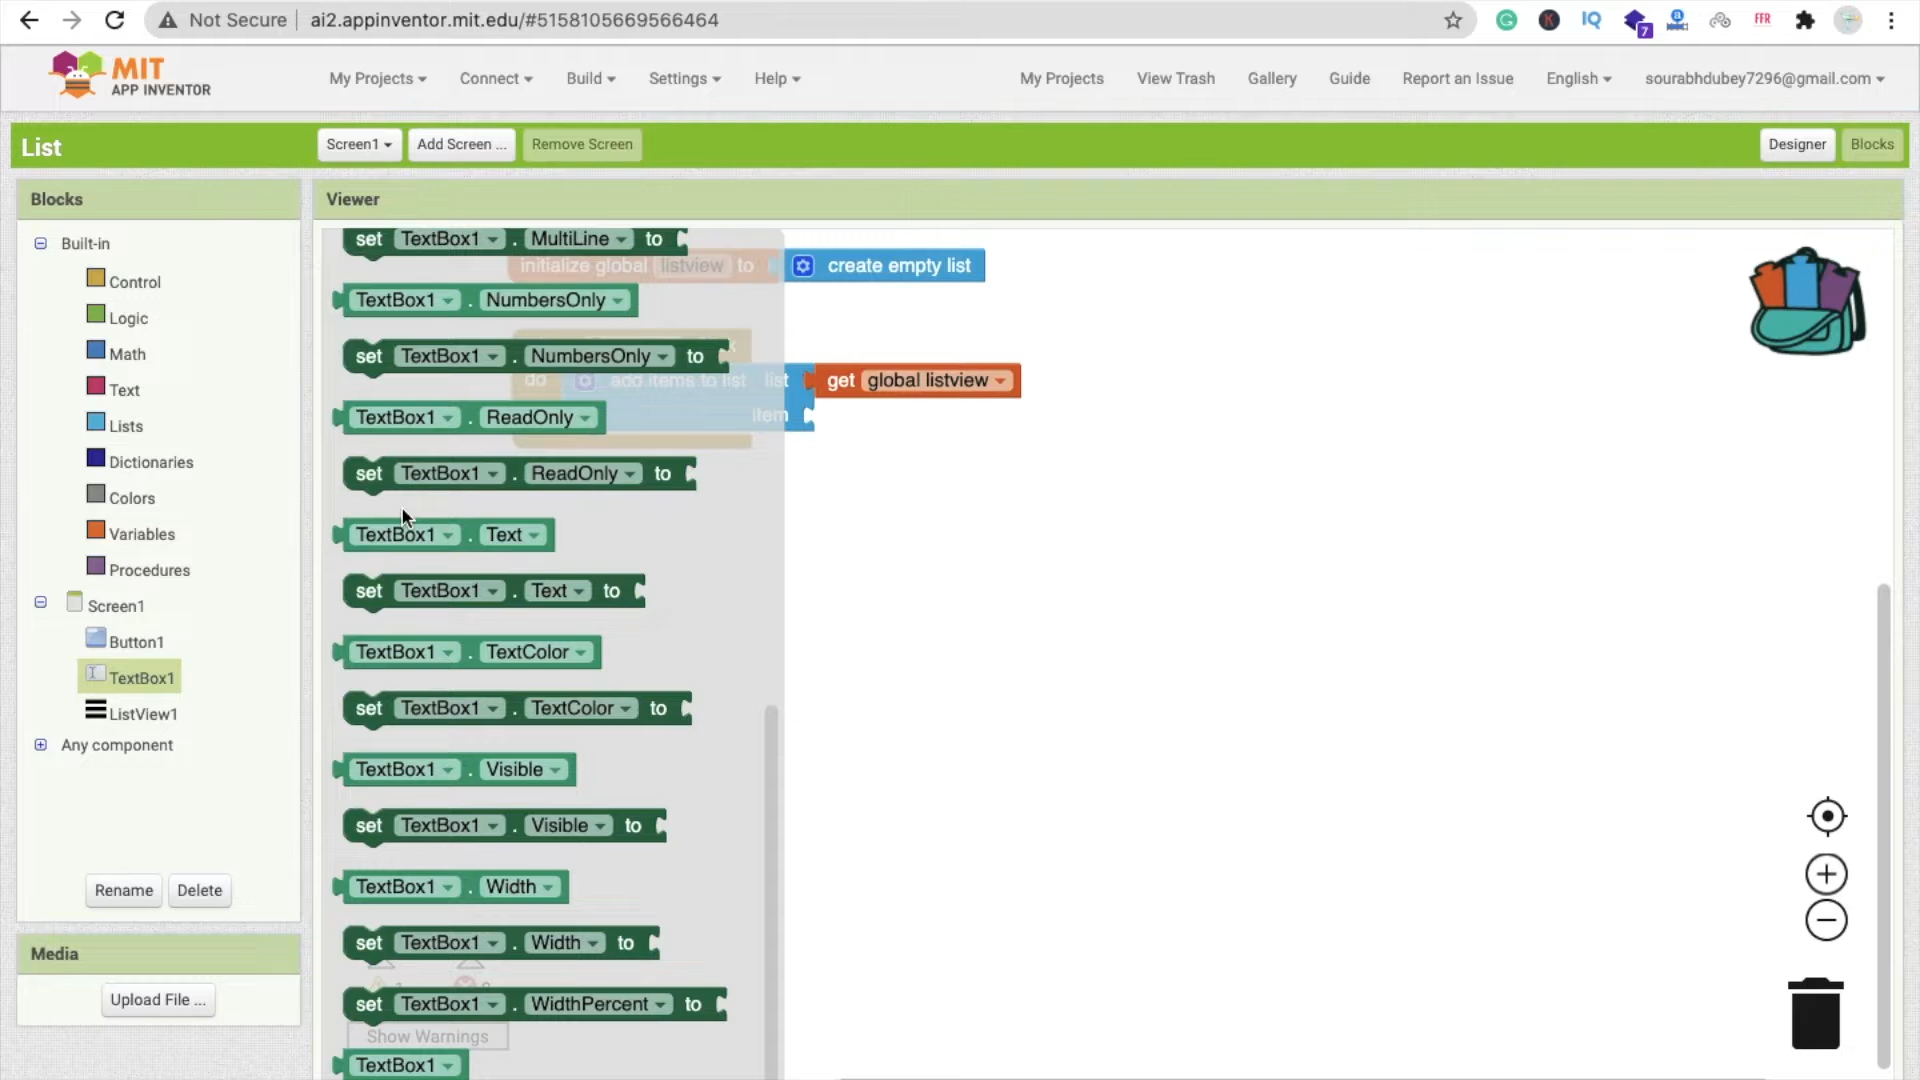 Not Secure | ai2.appinventor.mit.edu/#5158105669566464
IQ
7
a
FFR
MIT
APP INVENTOR
My Projects
Connect
Build
Settings
Help
My Projects
View Trash
Gallery
Guide
Report an Issue
English
sourabhdubey7296@gmail.com
List
Screen1
Add Screen ...
Remove Screen
Designer
Blocks
Blocks
Viewer
Built-in
Control
Logic
Math
Text
Lists
Dictionaries
Colors
Variables
Procedures
Screen1
Button1
TextBox1
ListView1
Any component
Rename
Delete
Media
Upload File ...
set TextBox1 . MultiLine to
initialize global listview to create empty list
TextBox1 . NumbersOnly
set TextBox1 . NumbersOnly to
do add items to list list get global listview
item
TextBox1 . ReadOnly
set TextBox1 . ReadOnly to
TextBox1 . Text
set TextBox1 . Text to
TextBox1 . TextColor
set TextBox1 . TextColor to
TextBox1 . Visible
set TextBox1 . Visible to
TextBox1 . Width
set TextBox1 . Width to
set TextBox1 . WidthPercent to
Show Warnings
TextBox1